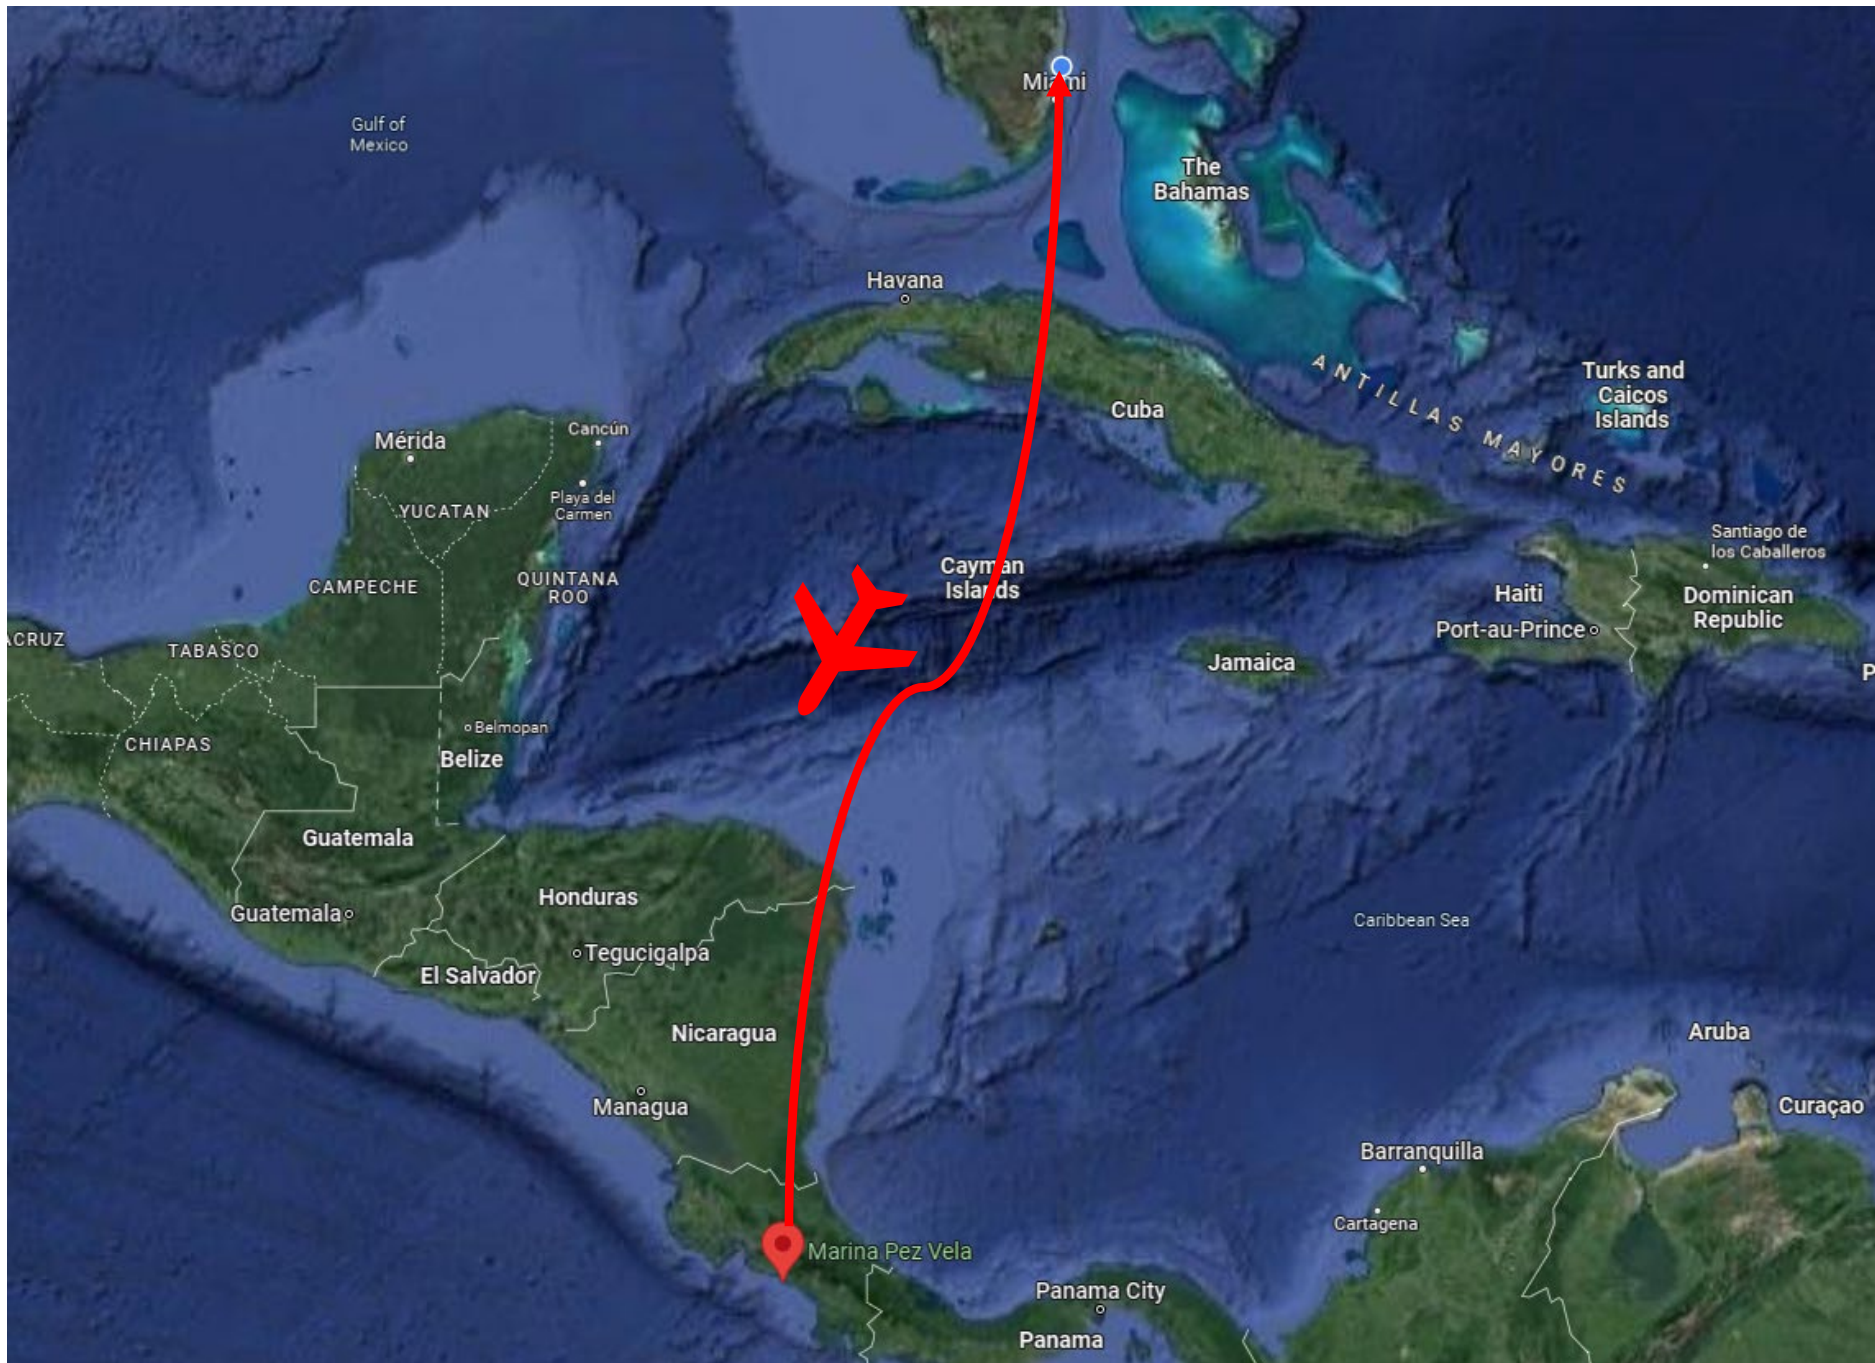 Miami
Gulf of
Mexico
The
Bahamas
Havana
ANTILLAS MAYORES
Turks and
Caicos
Islands
Cuba
Cancún
Mérida
Playa del
Carmen
YUCATAN
Santiago de
los Caballeros
Cayman
Islands
QUINTANA
ROO
CAMPECHE
Haiti
Dominican
Republic
Port-au-Prince
ACRUZ
TABASCO
Jamaica
P
Belmopan
CHIAPAS
Belize
Guatemala
Honduras
Guatemala
Caribbean Sea
Tegucigalpa
El Salvador
Nicaragua
Aruba
Managua
Curaçao
Barranquilla
Cartagena
Marina Pez Vela
Panama City
Panama